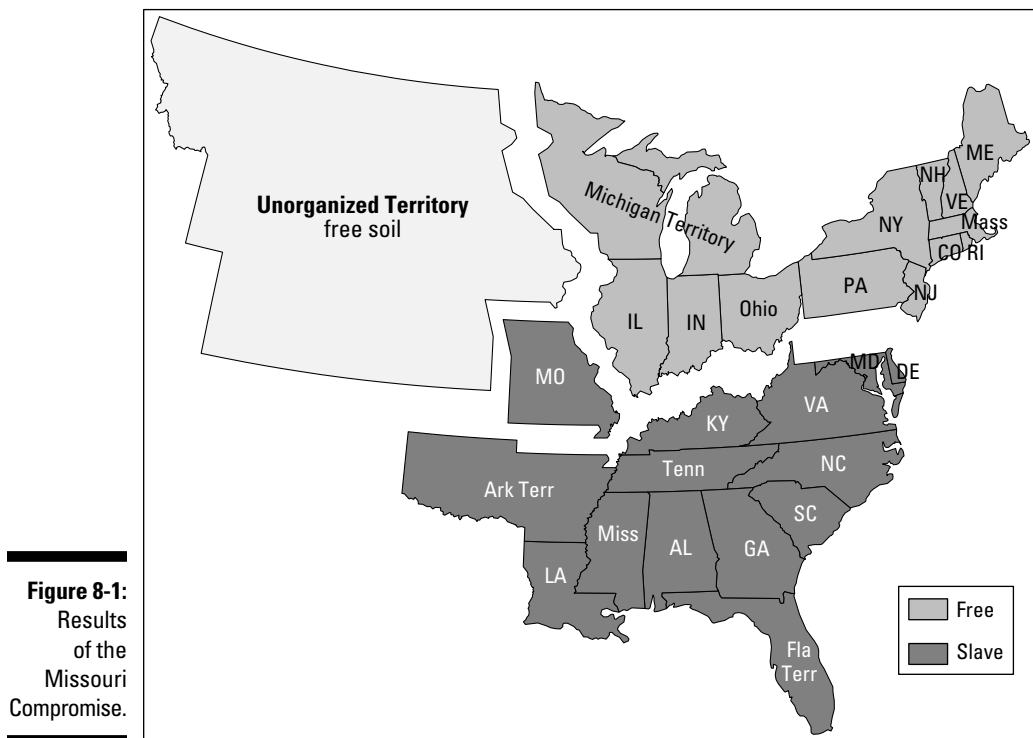 Unorganized Territory
free soil
Michigan Territory
ME
NH
VE
Mass
NY
CO RI
PA
NJ
IL
IN
Ohio
MO
MD
DE
VA
KY
NC
Tenn
Ark Terr
SC
Miss
AL
GA
LA
Fla
Terr
Free
Slave
Figure 8-1:
Results
of the
Missouri
Compromise.